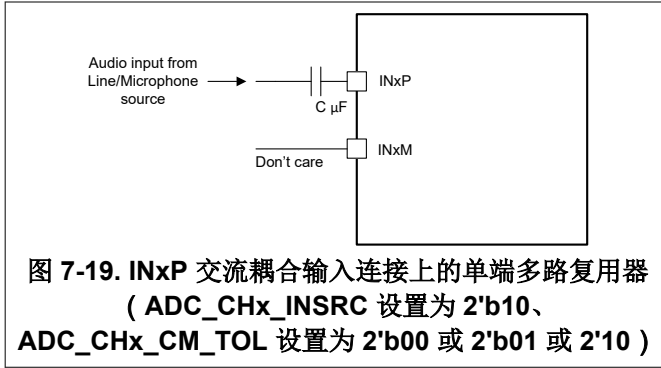 Audio input from
Line/Microphone
source
INxP
C μF
INxM
Don't care
图 7-19. INxP 交流耦合输入连接上的单端多路复用器
（ADC_CHx_INSRC 设置为 2'b10、
ADC_CHx_CM_TOL 设置为 2'b00 或 2'b01 或 2'10）